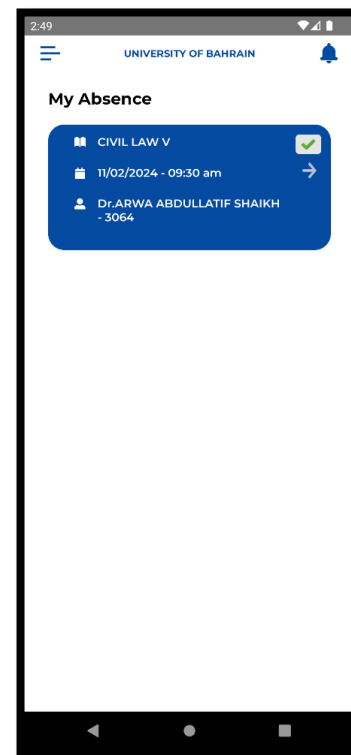 2:49
UNIVERSITY OF BAHRAIN
My Absence
CIVIL LAW V
11/02/2024 - 09:30 am
Dr.ARWA ABDULLATIF SHAIKH
- 3064